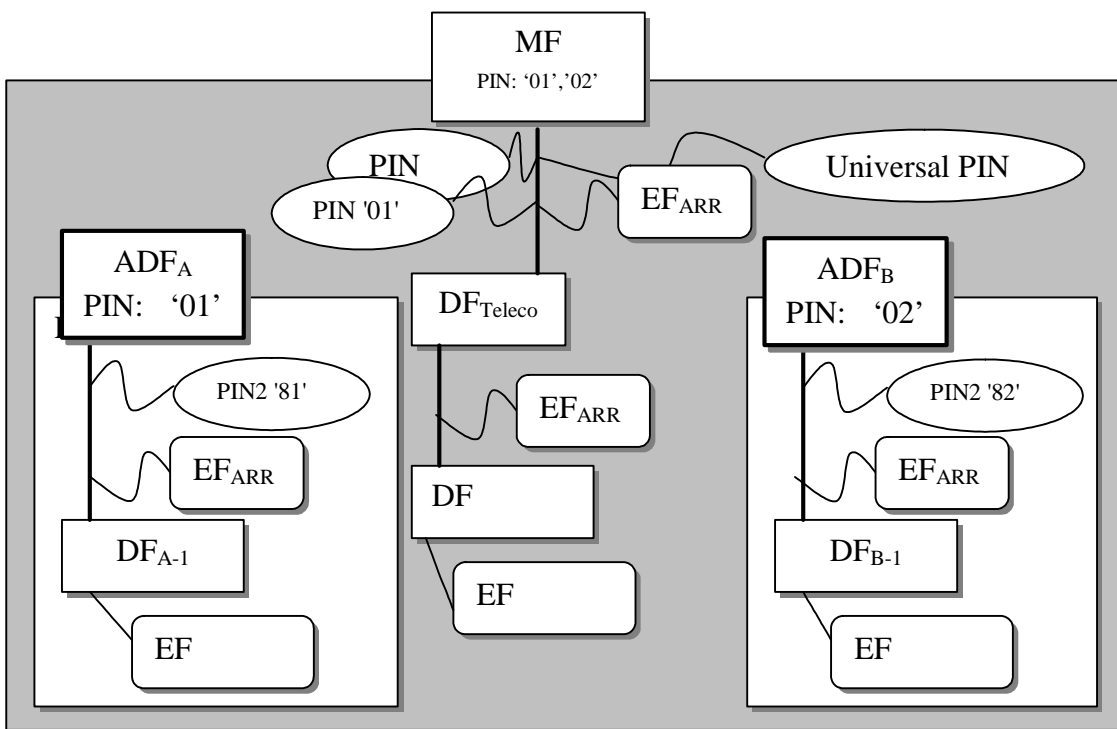 MF
PIN: ‘01’,’02’
PIN
PIN '01'
EFARR
Universal PIN
ADFA
PIN: ‘01’
DFTeleco
ADFB
PIN: ‘02’
PIN2 '81'
EFARR
PIN2 '82'
EFARR
DF
EFARR
DFA-1
DFB-1
EF
EF
EF